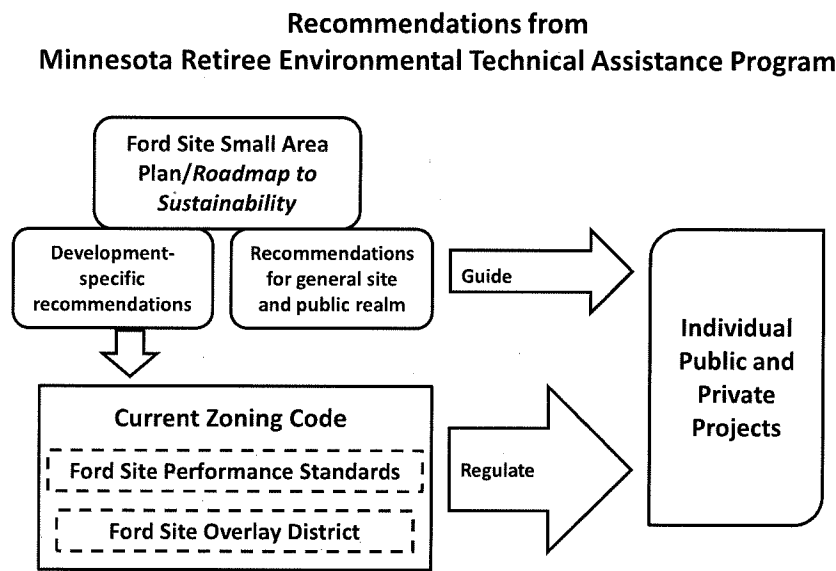 Recommendations from
Minnesota Retiree Environmental Technical Assistance Program
Ford Site Small Area
Plan/Roadmap to
Sustainability
Development-
specific
recommendations
Recommendations
for general site
and public realm
Guide
Individual
Public and
Private
Projects
Current Zoning Code
Ford Site Performance Standards
Ford Site Overlay District
Regulate